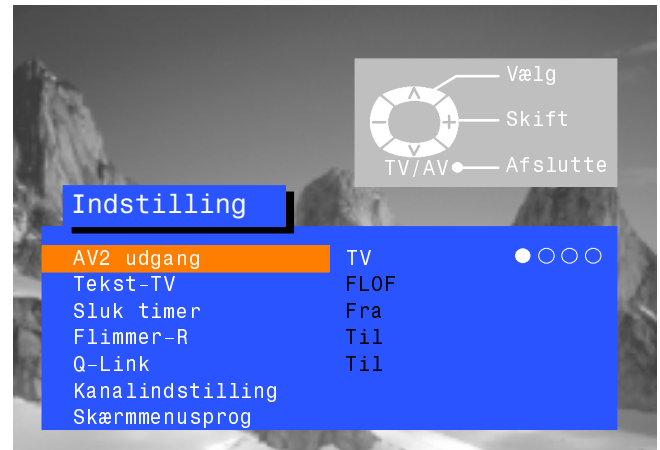 Vælg
Skift
TV/AV Afslutte
Indstilling
AV2 udgang TV
Tekst-TV FLOF
Sluk timer Fra
Flimmer-R Til
Q-Link Til
Kanalindstilling
Skærmmenusprog